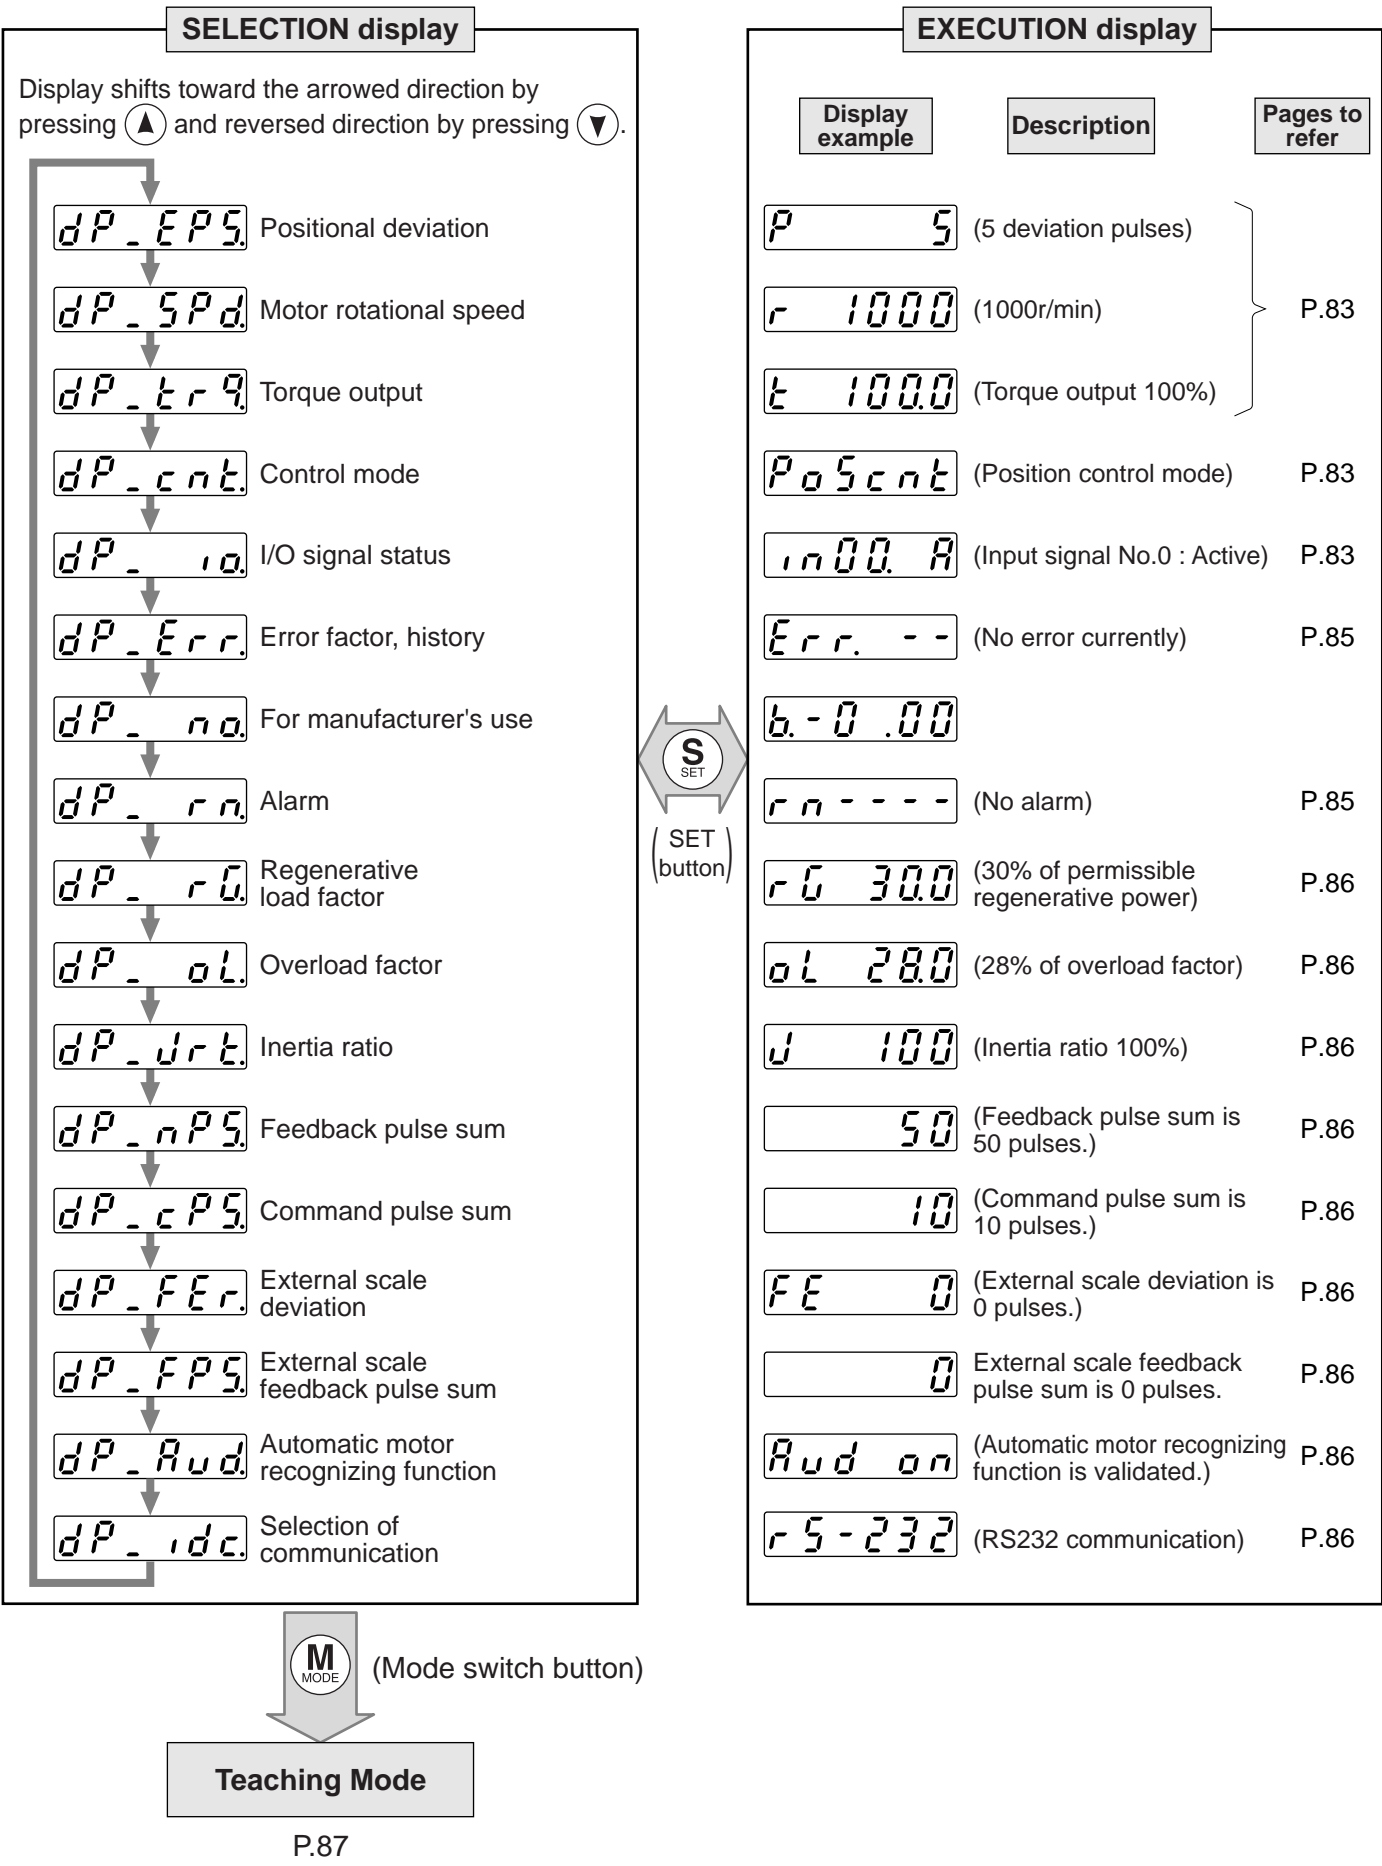 SELECTION display
Display shifts toward the arrowed direction by
pressing ▲ and reversed direction by pressing ▼.
dP_EPS. Positional deviation
dP_SPd. Motor rotational speed
dP_trq. Torque output
dP_cnt. Control mode
dP_ io. I/O signal status
dP_Err. Error factor, history
dP_ no. For manufacturer's use
dP_ rn. Alarm
dP_ rG. Regenerative
load factor
dP_ oL. Overload factor
dP_Jrt. Inertia ratio
dP_nPS. Feedback pulse sum
dP_cPS. Command pulse sum
dP_FEr. External scale
deviation
dP_FPS. External scale
feedback pulse sum
dP_Aud. Automatic motor
recognizing function
dP_ idc. Selection of
communication
S
SET
(SET
button)
EXECUTION display
Display
example
Description
Pages to
refer
P 5 (5 deviation pulses)
r 1000 (1000r/min) P.83
t 100.0 (Torque output 100%)
PoScnt (Position control mode) P.83
in00. A (Input signal No.0 : Active) P.83
Err. -- (No error currently) P.85
b.-0 .00
rn---- (No alarm) P.85
rG 30.0 (30% of permissible
regenerative power) P.86
oL 28.0 (28% of overload factor) P.86
J 100 (Inertia ratio 100%) P.86
50 (Feedback pulse sum is
50 pulses.) P.86
10 (Command pulse sum is
10 pulses.) P.86
FE 0 (External scale deviation is
0 pulses.) P.86
0 External scale feedback
pulse sum is 0 pulses. P.86
Aud on (Automatic motor recognizing
function is validated.) P.86
rS-232 (RS232 communication) P.86
M
MODE
(Mode switch button)
Teaching Mode
P.87